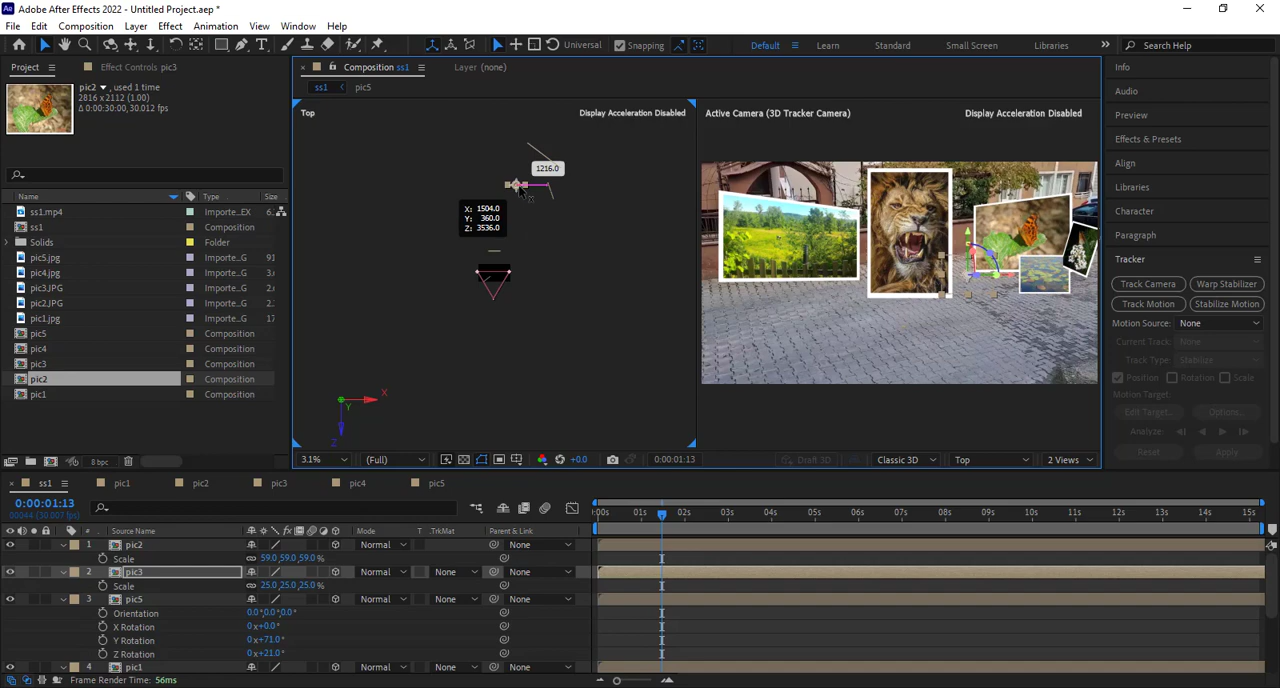 Adobe After Effects 2022 - Untitled Project.aep *
File Edit Composition Layer Effect Animation View Window Help
Universal Snapping Default Learn Standard Small Screen Libraries Search Help
Project Effect Controls pic3 Composition ss1 Layer (none) Info
pic2 , used 1 time
2816 x 2112 (1.00)
Δ 0:00:30:00, 30.012 fps
ss1 pic5
Top Display Acceleration Disabled Active Camera (3D Tracker Camera) Display Acceleration Disabled
Audio
Preview
Effects & Presets
Align
Libraries
Character
Paragraph
Tracker
Track Camera Warp Stabilizer
Track Motion Stabilize Motion
Motion Source: None
Current Track: None
Track Type: Stabilize
Position Rotation Scale
Motion Target:
Edit Target... Options...
Analyze:
Reset Apply
1216.0
X: 1504.0
Y: 360.0
Z: 3536.0
X
Y
Z
Name Type Size
ss1.mp4 Importe...EX 6.
ss1 Composition
Solids Folder
pic5.jpg Importe...G 91
pic4.jpg Importe...G 2.
pic3.JPG Importe...G 3.
pic2.JPG Importe...G 6.
pic1.jpg Importe...G 17
pic5 Composition
pic4 Composition
pic3 Composition
pic2 Composition
pic1 Composition
8 bpc
3.1% (Full) +0.0 0:00:01:13 Draft 3D Classic 3D Top 2 Views
ss1 pic1 pic2 pic3 pic4 pic5
0:00:01:13
00044 (30.007 fps)
:00s 01s 02s 03s 04s 05s 06s 07s 08s 09s 10s 11s 12s 13s 14s 15s
# Source Name Mode T .TrkMat Parent & Link
1 pic2 Normal None
Scale 59.0,59.0,59.0%
2 pic3 Normal None None
Scale 25.0,25.0,25.0%
3 pic5 Normal None None
Orientation 0.0°,0.0°,0.0°
X Rotation 0x+0.0°
Y Rotation 0x+71.0°
Z Rotation 0x+21.0°
4 pic1 Normal None None
Frame Render Time: 56ms